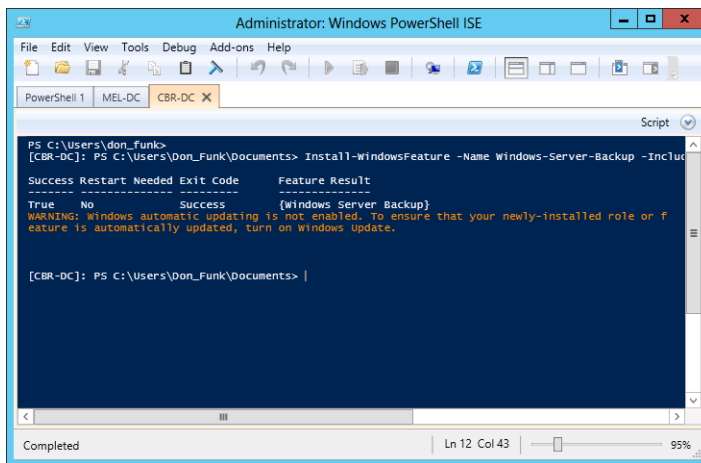 Administrator: Windows PowerShell ISE
File Edit View Tools Debug Add-ons Help
PowerShell 1 MEL-DC CBR-DC X
Script
PS C:\Users\don_funk>
[CBR-DC]: PS C:\Users\Don_Funk\Documents> Install-WindowsFeature -Name Windows-Server-Backup -Includ
Success Restart Needed Exit Code Feature Result
------- -------------- --------- --------------
True No Success {Windows Server Backup}
WARNING: Windows automatic updating is not enabled. To ensure that your newly-installed role or f
eature is automatically updated, turn on Windows Update.
[CBR-DC]: PS C:\Users\Don_Funk\Documents>
Completed Ln 12 Col 43 95%